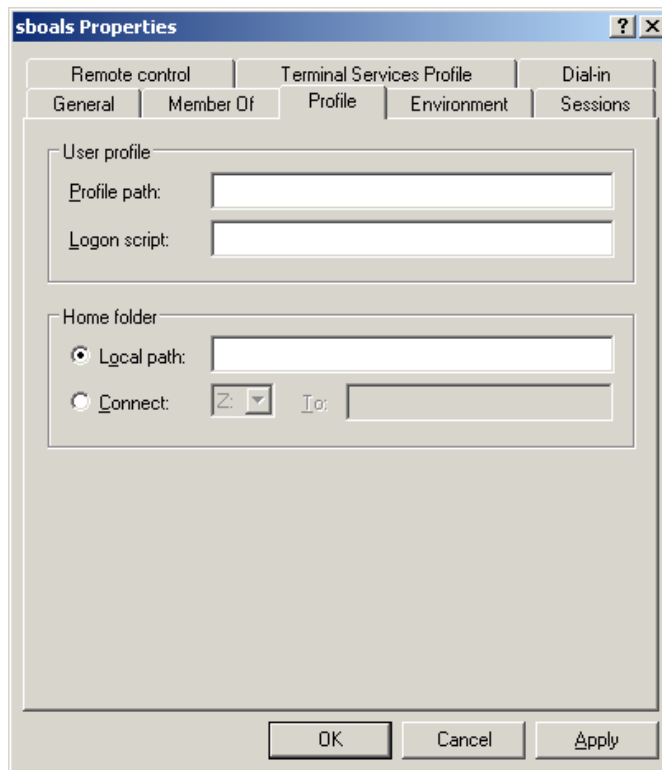 sboals Properties
Remote control Terminal Services Profile Dial-in
General Member Of Profile Environment Sessions
User profile
Profile path:
Logon script:
Home folder
Local path:
Connect: Z: To:
OK Cancel Apply